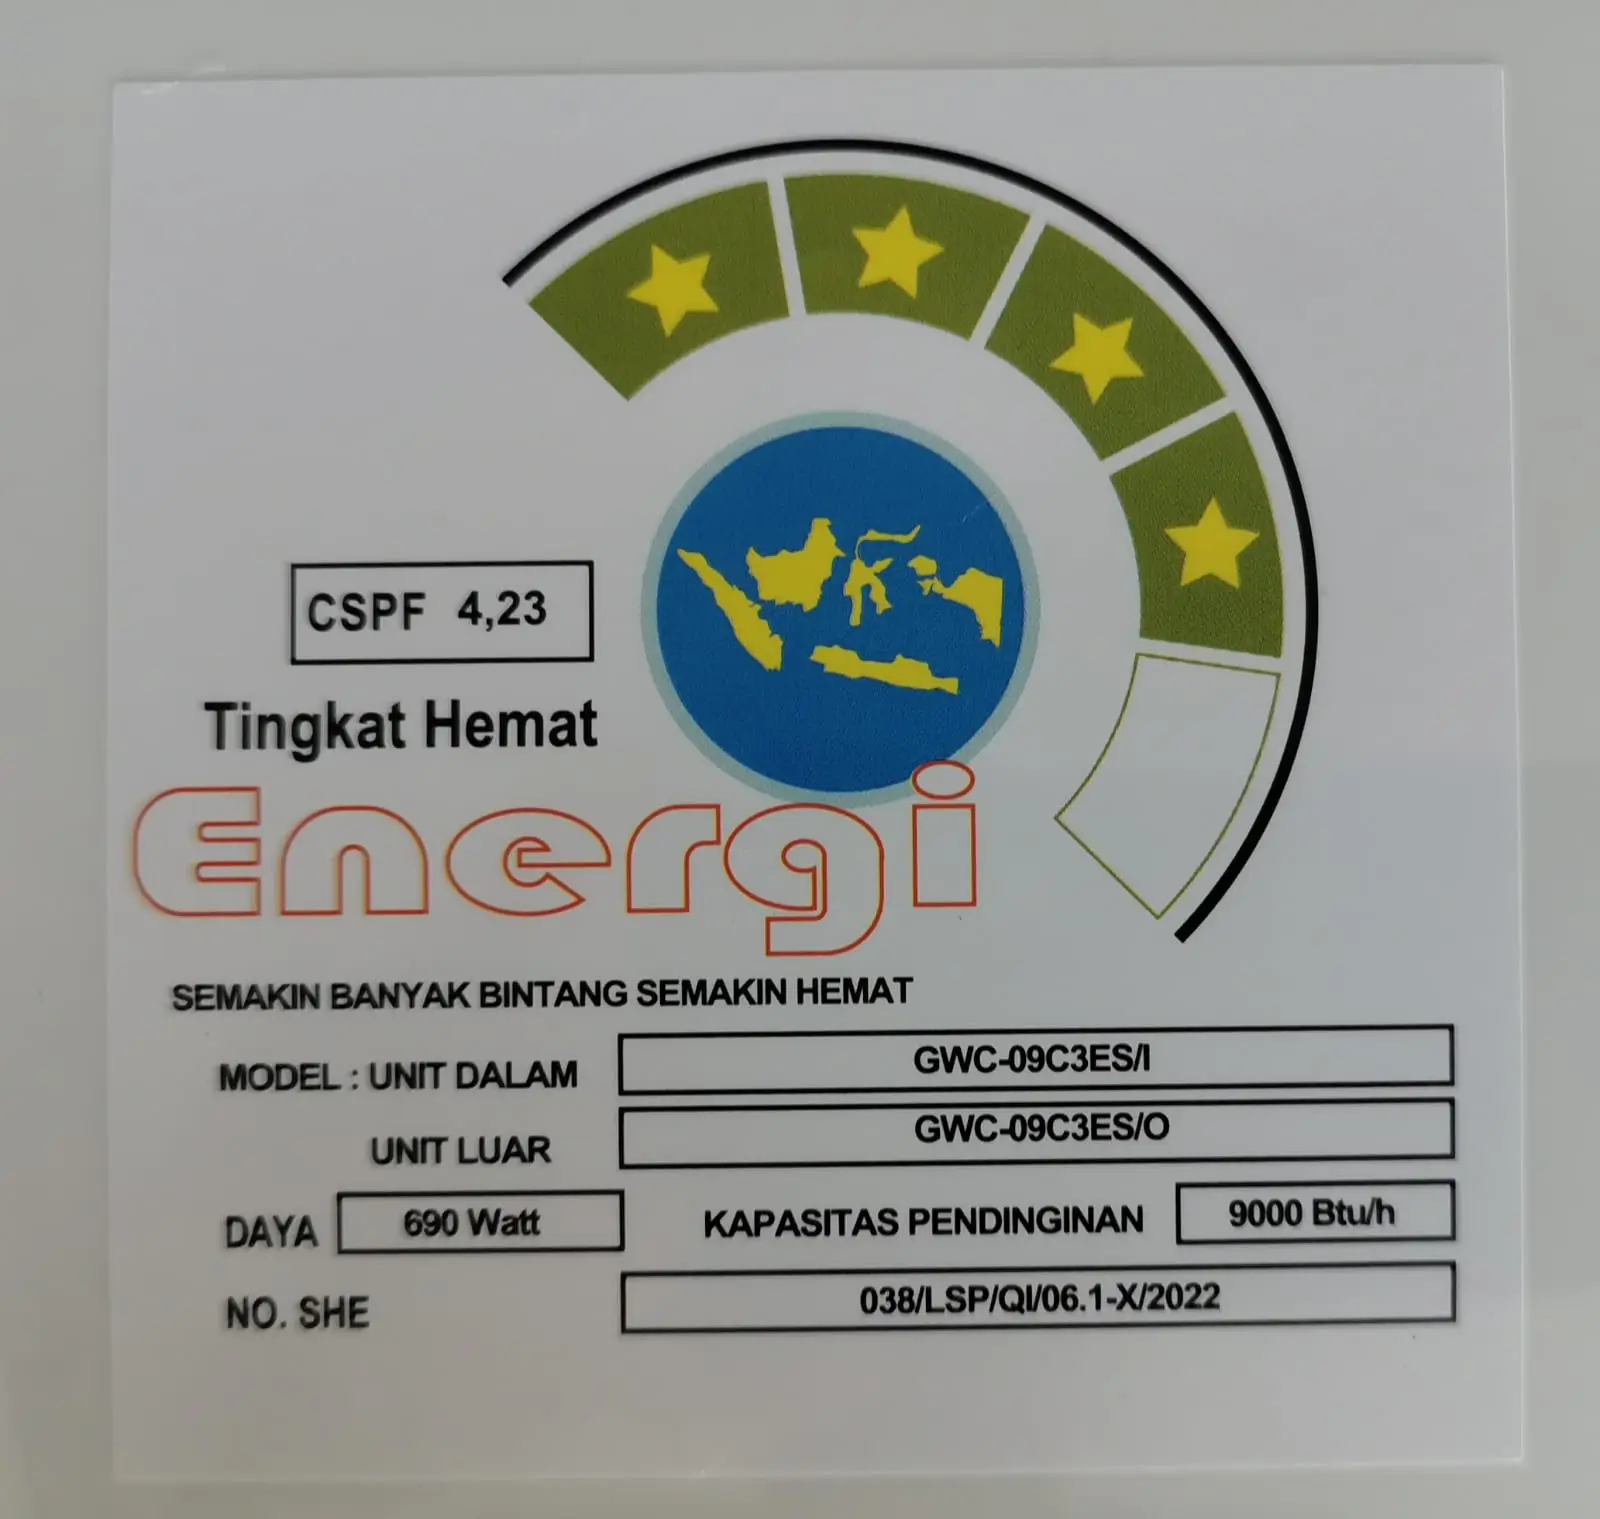 CSPF 4,23
Tingkat Hemat
Energi
SEMAKIN BANYAK BINTANG SEMAKIN HEMAT
MODEL : UNIT DALAM GWC-09C3ES/I
UNIT LUAR GWC-09C3ES/O
DAYA 690 Watt KAPASITAS PENDINGINAN 9000 Btu/h
NO. SHE 038/LSP/QI/06.1-X/2022